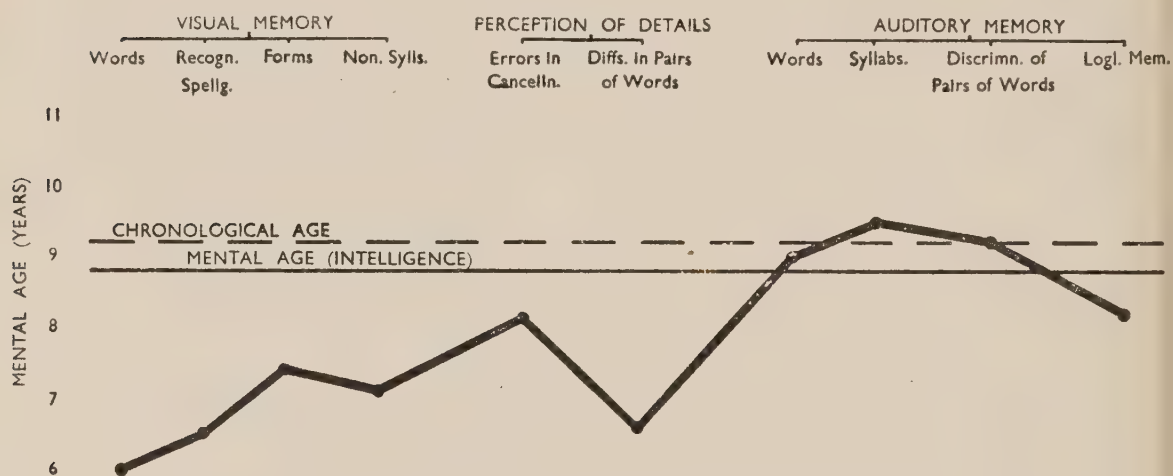 VISUAL MEMORY
PERCEPTION OF DETAILS
AUDITORY MEMORY
Words
Recogn. Spellg.
Forms
Non. Sylls.
Errors in Cancelln.
Diffs. in Pairs of Words
Words
Syllabs.
Discrimn. of Pairs of Words
Logl. Mem.
MENTAL AGE (YEARS)
11
10
9
8
7
6
CHRONOLOGICAL AGE
MENTAL AGE (INTELLIGENCE)